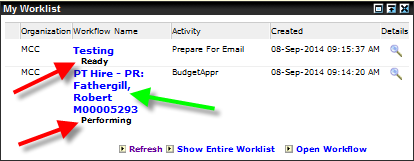 My Worklist
Organization Workflow Name Activity Created Details
MCC Testing Prepare For Email 08-Sep-2014 09:15:37 AM
Ready
MCC PT Hire - PR: BudgetAppr 08-Sep-2014 09:14:20 AM
Fathergill,
Robert
M00005293
Performing
Refresh Show Entire Worklist Open Workflow